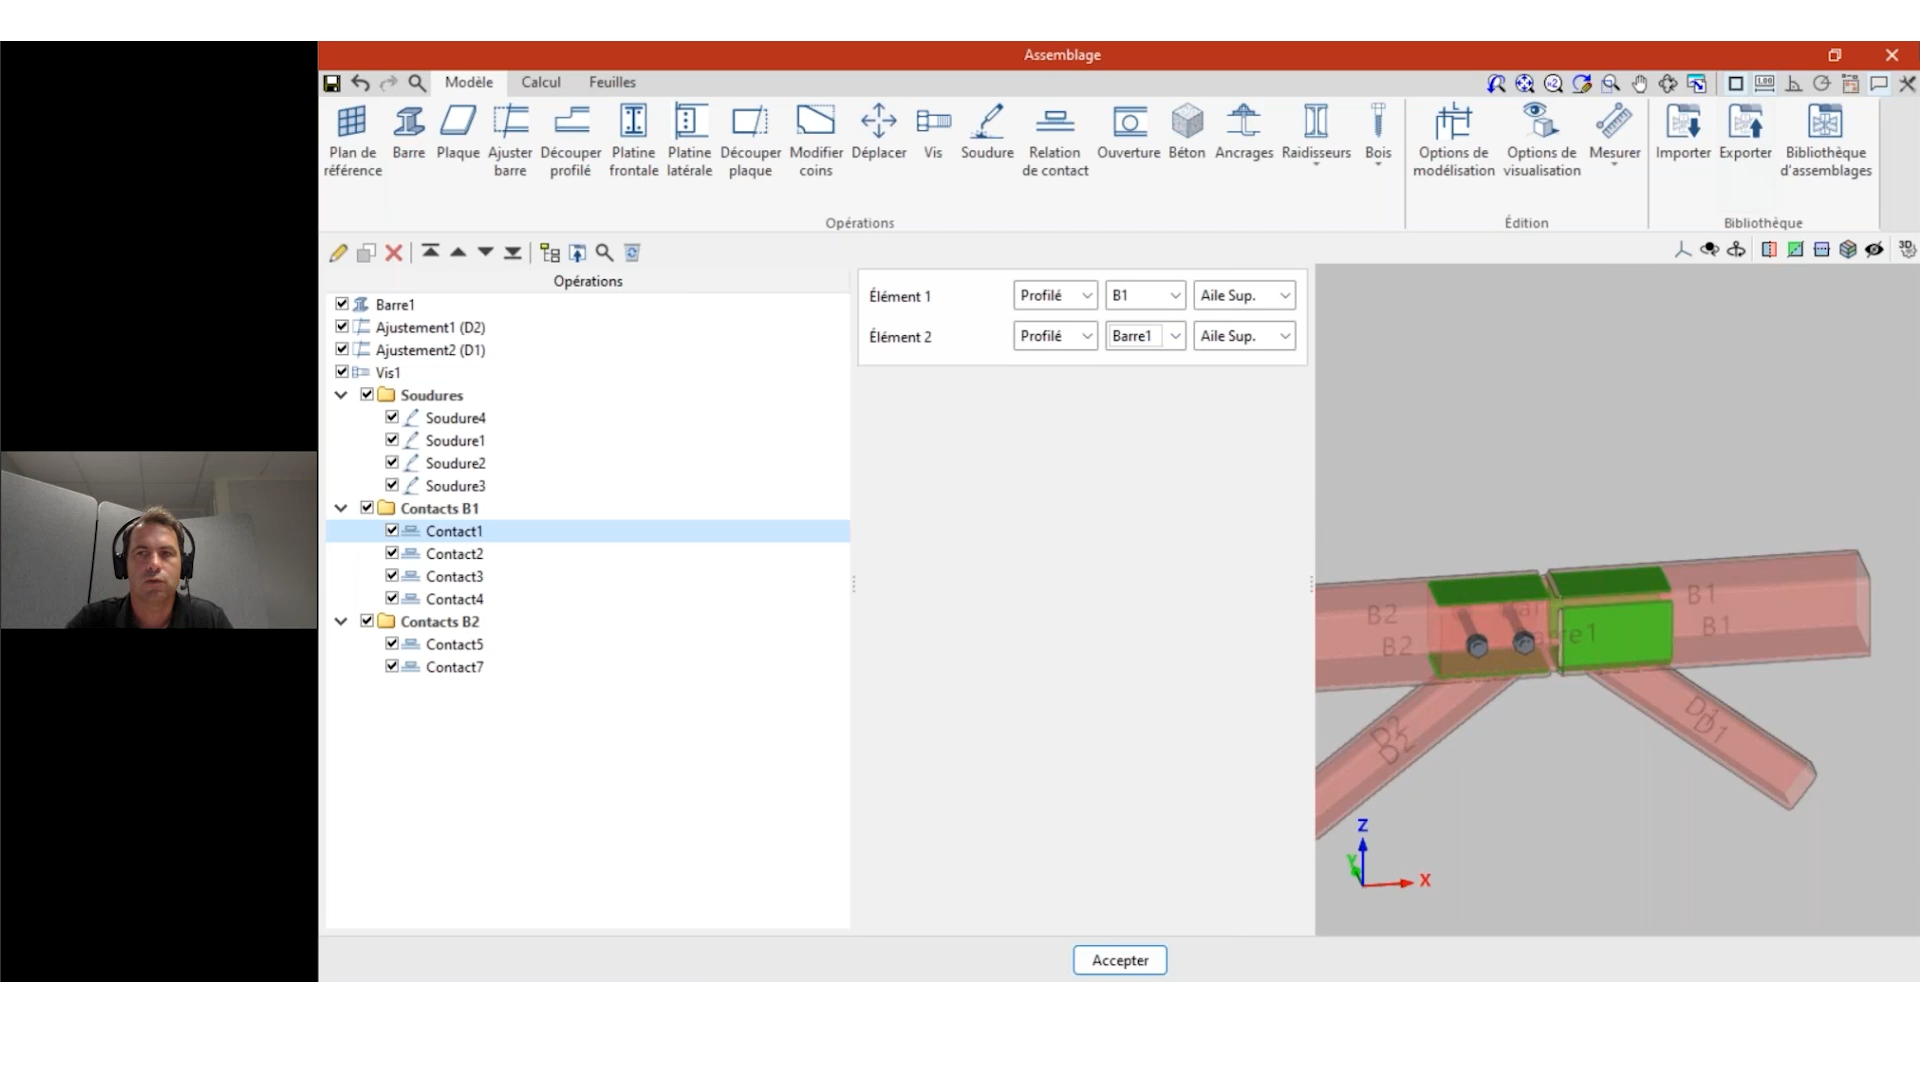 Assemblage
Modèle Calcul Feuilles
Plan de référence
Barre
Plaque
Ajuster barre
Découper profilé
Platine frontale
Platine latérale
Découper plaque
Modifier coins
Déplacer
Vis
Soudure
Relation de contact
Ouverture
Béton
Ancrages
Raidisseurs
Bois
Options de modélisation
Options de visualisation
Mesurer
Importer
Exporter
Bibliothèque d'assemblages
Opérations
Édition
Bibliothèque
3D
Opérations
Barre1
Ajustement1 (D2)
Ajustement2 (D1)
Vis1
Soudures
Soudure4
Soudure1
Soudure2
Soudure3
Contacts B1
Contact1
Contact2
Contact3
Contact4
Contacts B2
Contact5
Contact7
Élément 1 Profilé B1 Aile Sup.
Élément 2 Profilé Barre1 Aile Sup.
B2
B2
B1
B1
D1
D1
D2
Z
Y
X
Accepter